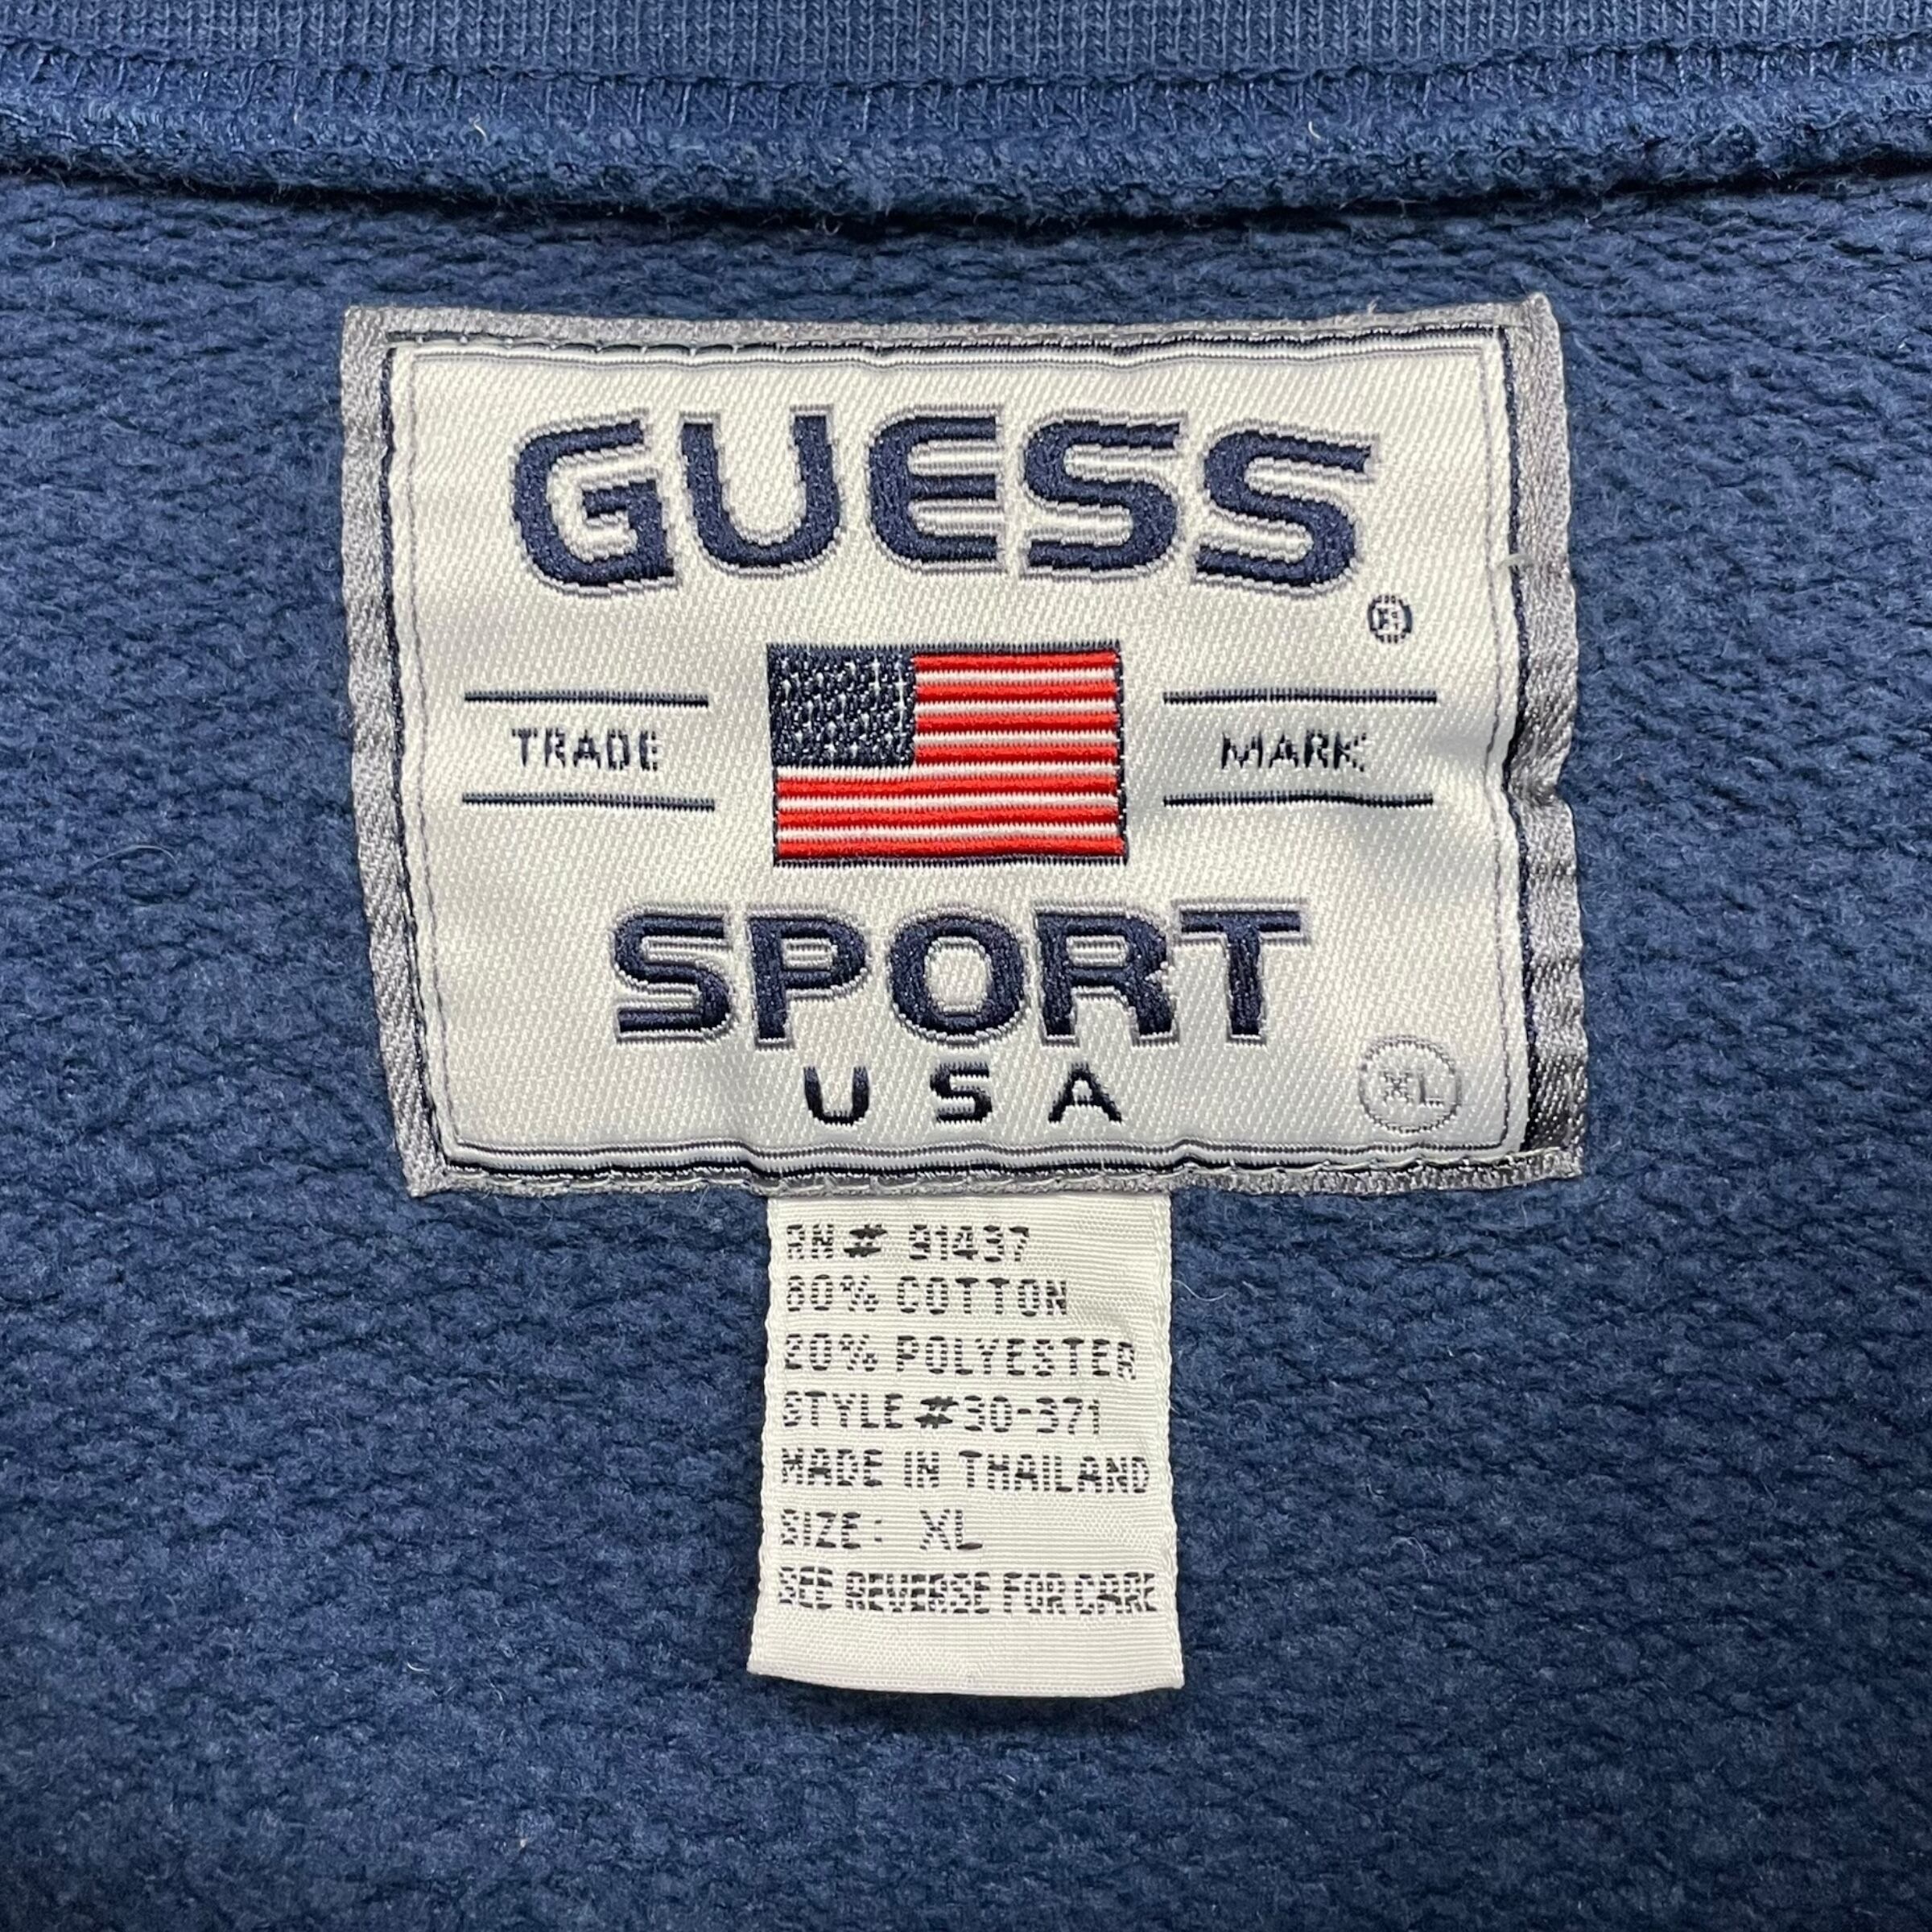 GUESS
®
TRADE MARK
SPORT
USA
XL
RN# 91437
80% COTTON
20% POLYESTER
STYLE #30-371
MADE IN THAILAND
SIZE: XL
SEE REVERSE FOR CARE